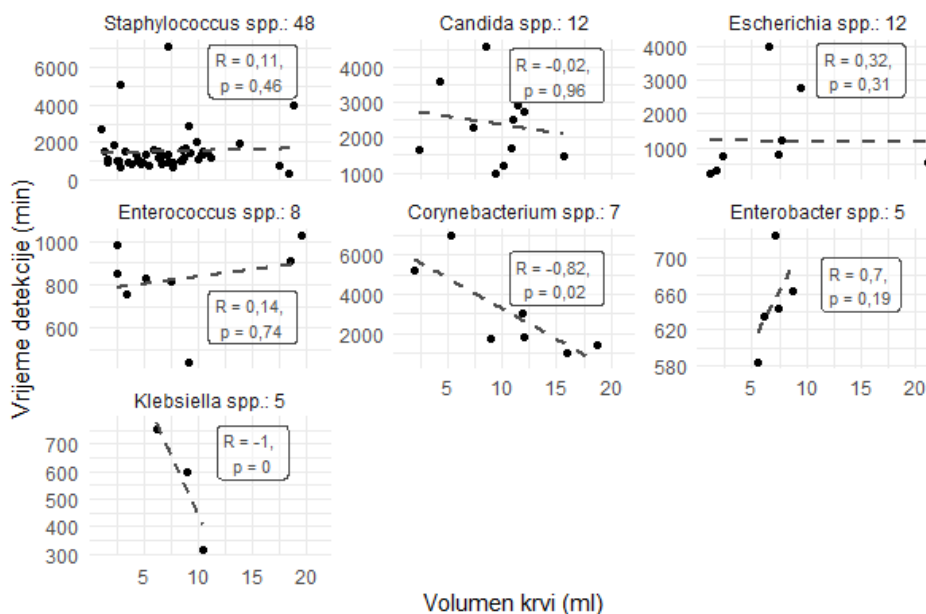 Staphylococcus spp.: 48
6000
4000
2000
0
R = 0,11,
p = 0,46
Candida spp.: 12
4000
3000
2000
1000
R = -0,02,
p = 0,96
Escherichia spp.: 12
4000
3000
2000
1000
R = 0,32,
p = 0,31
Enterococcus spp.: 8
1000
800
600
R = 0,14,
p = 0,74
Corynebacterium spp.: 7
6000
4000
2000
R = -0,82,
p = 0,02
5 10 15 20
Enterobacter spp.: 5
700
660
620
580
R = 0,7,
p = 0,19
5 10 15 20
Klebsiella spp.: 5
700
600
500
400
300
R = -1,
p = 0
5 10 15 20
Vrijeme detekcije (min)
Volumen krvi (ml)